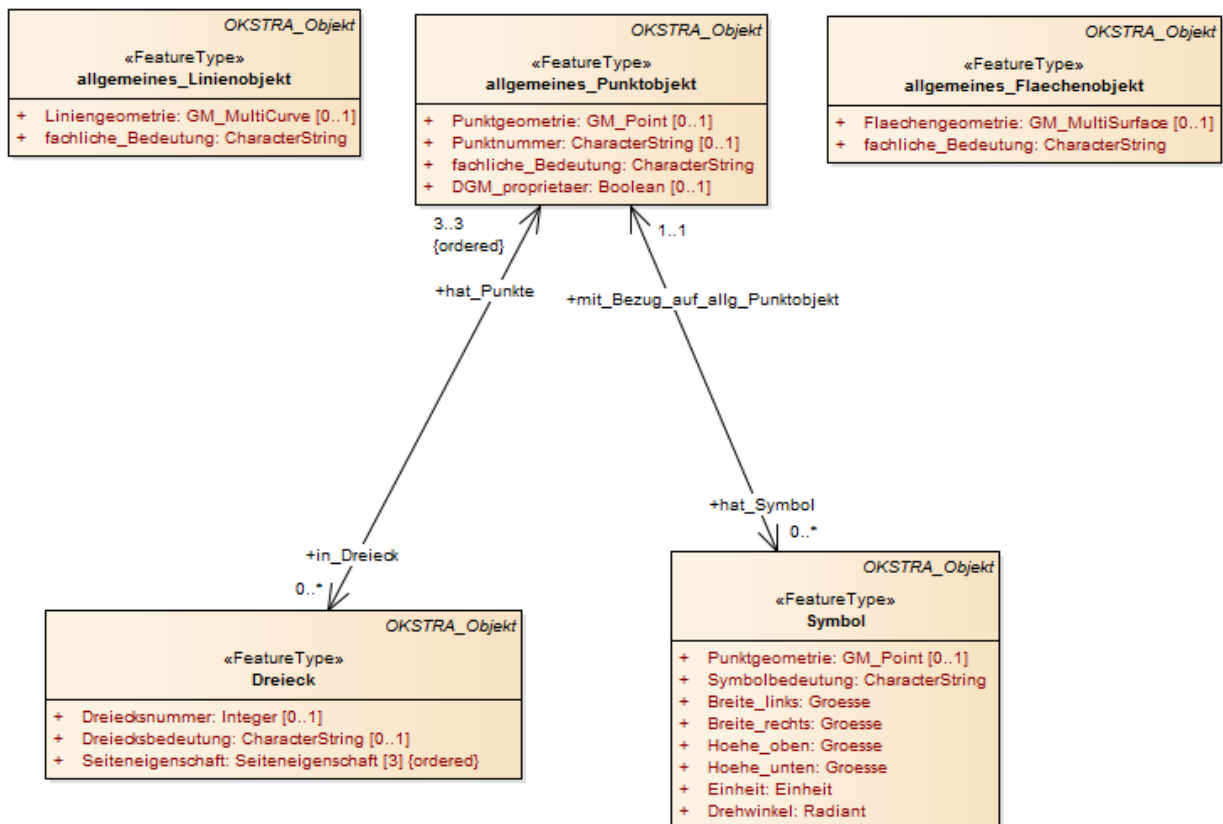 OKSTRA_Objekt
«FeatureType»
allgemeines_Linienobjekt
+ Liniengeometrie: GM_MultiCurve [0..1]
+ fachliche_Bedeutung: CharacterString
OKSTRA_Objekt
«FeatureType»
allgemeines_Punktobjekt
+ Punktgeometrie: GM_Point [0..1]
+ Punktnummer: CharacterString [0..1]
+ fachliche_Bedeutung: CharacterString
+ DGM_proprietaer: Boolean [0..1]
OKSTRA_Objekt
«FeatureType»
allgemeines_Flaechenobjekt
+ Flaechengeometrie: GM_MultiSurface [0..1]
+ fachliche_Bedeutung: CharacterString
3..3
{ordered}
1..1
+hat_Punkte
+mit_Bezug_auf_allg_Punktobjekt
+in_Dreieck
0..*
+hat_Symbol
0..*
OKSTRA_Objekt
«FeatureType»
Dreieck
+ Dreiecksnummer: Integer [0..1]
+ Dreiecksbedeutung: CharacterString [0..1]
+ Seiteneigenschaft: Seiteneigenschaft [3] {ordered}
OKSTRA_Objekt
«FeatureType»
Symbol
+ Punktgeometrie: GM_Point [0..1]
+ Symbolbedeutung: CharacterString
+ Breite_links: Groesse
+ Breite_rechts: Groesse
+ Hoehe_oben: Groesse
+ Hoehe_unten: Groesse
+ Einheit: Einheit
+ Drehwinkel: Radiant